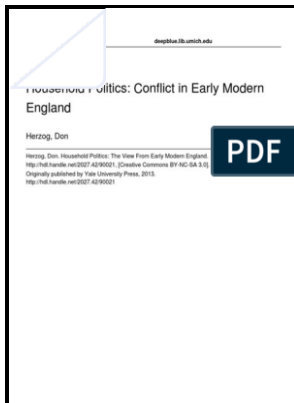 deepblue.lib.umich.edu
Household Politics: Conflict in Early Modern
England
Herzog, Don
Herzog, Don. Household Politics: The View From Early Modern England.
http://hdl.handle.net/2027.42/90021, [Creative Commons BY-NC-SA 3.0].
Originally published by Yale University Press, 2013.
http://hdl.handle.net/2027.42/90021
PDF